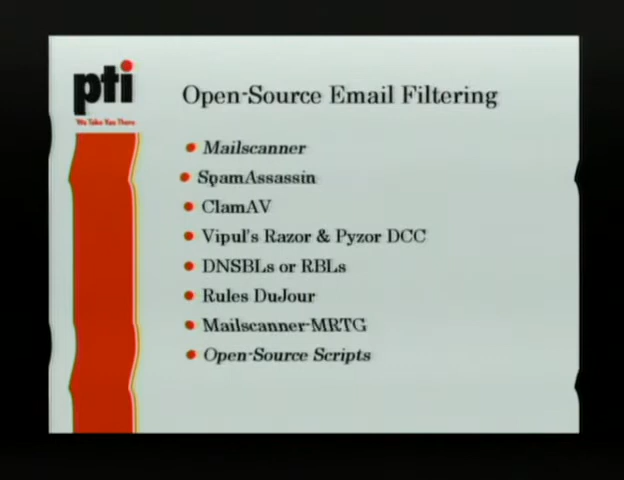 pti
We Take You There
Open-Source Email Filtering
Mailscanner
SpamAssassin
ClamAV
Vipul's Razor & Pyzor DCC
DNSBLs or RBLs
Rules DuJour
Mailscanner-MRTG
Open-Source Scripts